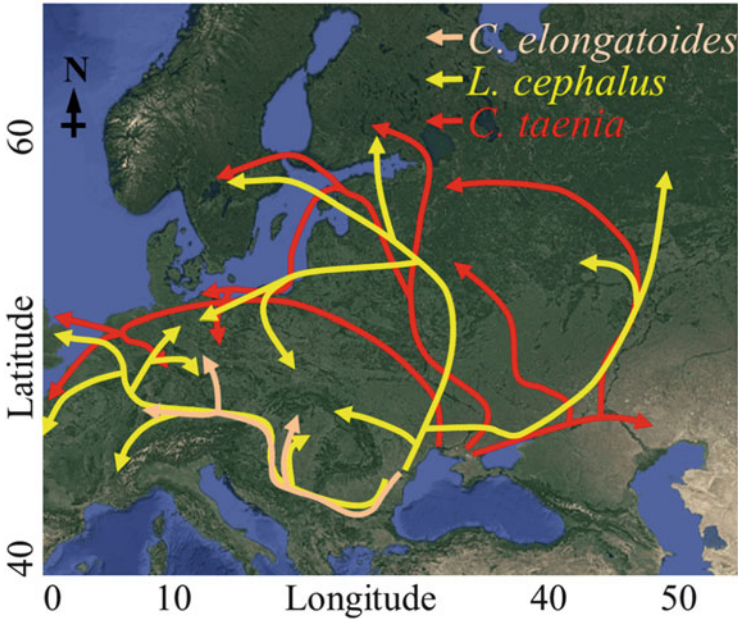 C. elongatoides
L. cephalus
C. taenia
N
60
Latitude
40
0 10 Longitude 40 50